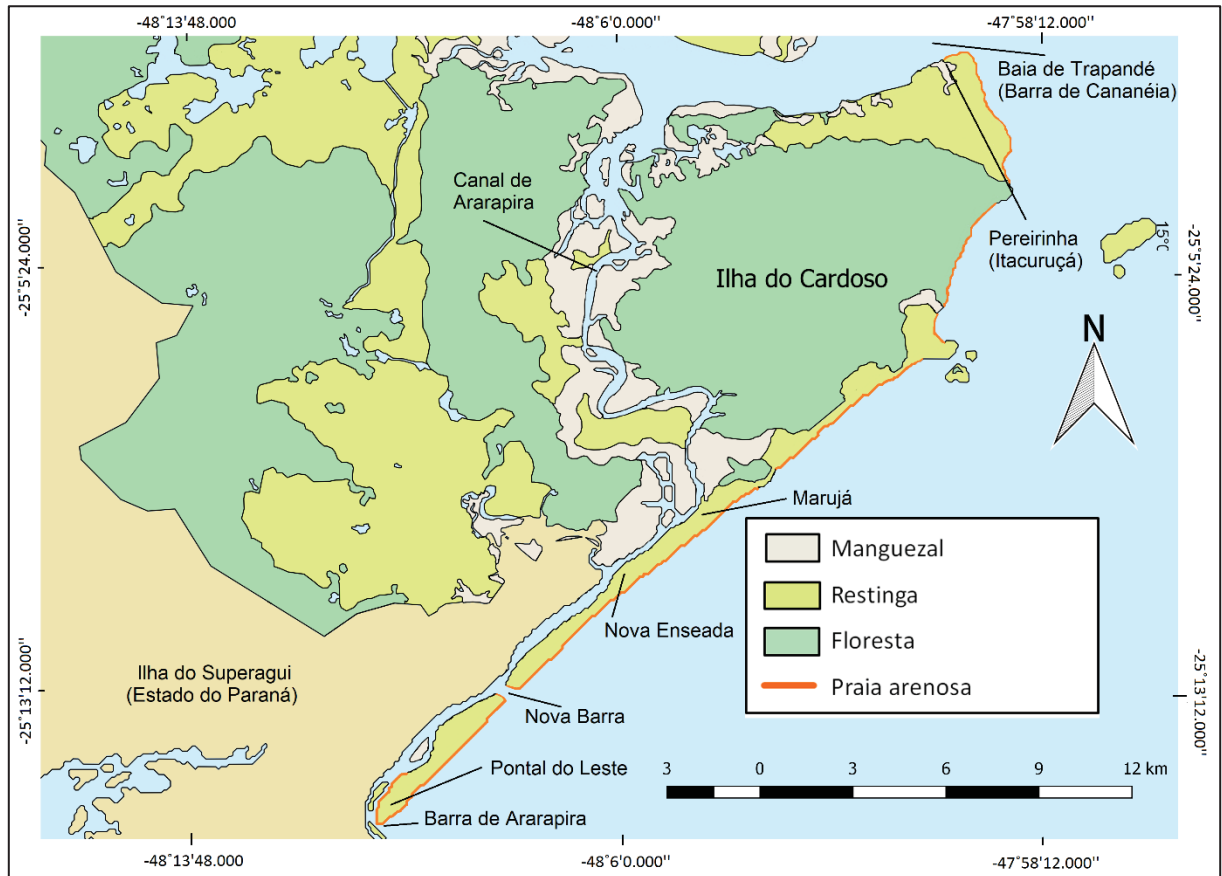 -48˚13'48.000
-48˚6'0.000''
-47˚58'12.000''
Baia de Trapandé
(Barra de Cananéia)
Canal de
Ararapira
Pereirinha
(Itacuruçá)
15°C
-25˚5'24.000''
-25˚5'24.000''
Ilha do Cardoso
N
Marujá
Manguezal
Restinga
Floresta
Praia arenosa
Nova Enseada
Ilha do Superagui
(Estado do Paraná)
-25˚13'12.000''
-25˚13'12.000''
Nova Barra
Pontal do Leste
3 0 3 6 9 12 km
Barra de Ararapira
-48˚13'48.000
-48˚6'0.000''
-47˚58'12.000''